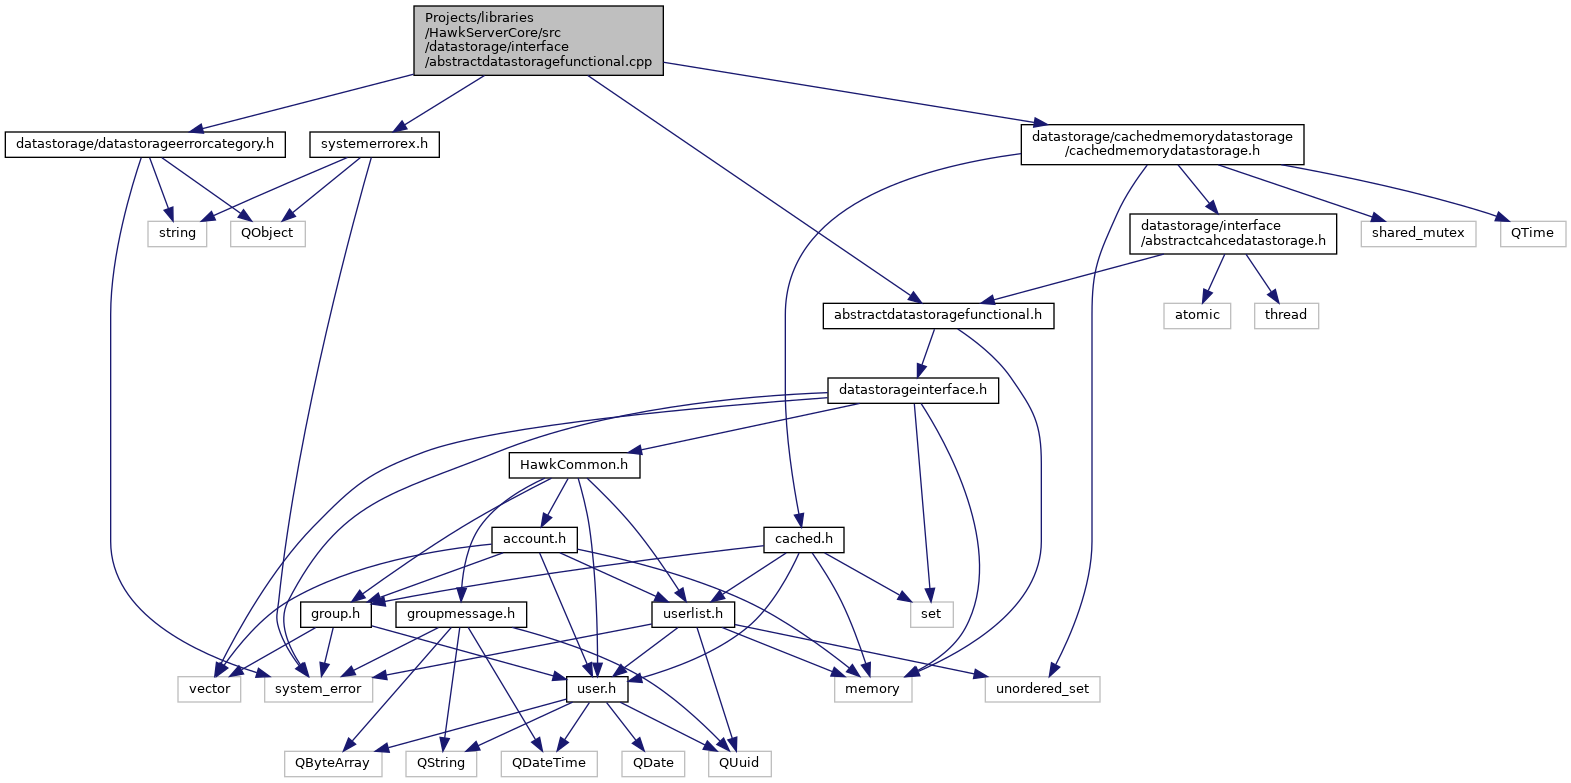 Projects/libraries
/HawkServerCore/src
/datastorage/interface
/abstractdatastoragefunctional.cpp
datastorage/datastorageerrorcategory.h
systemerrorex.h
datastorage/cachedmemorydatastorage
/cachedmemorydatastorage.h
string
QObject
datastorage/interface
/abstractcahcedatastorage.h
shared_mutex
QTime
abstractdatastoragefunctional.h
atomic
thread
datastorageinterface.h
HawkCommon.h
account.h
cached.h
group.h
groupmessage.h
userlist.h
set
vector
system_error
user.h
memory
unordered_set
QByteArray
QString
QDateTime
QDate
QUuid